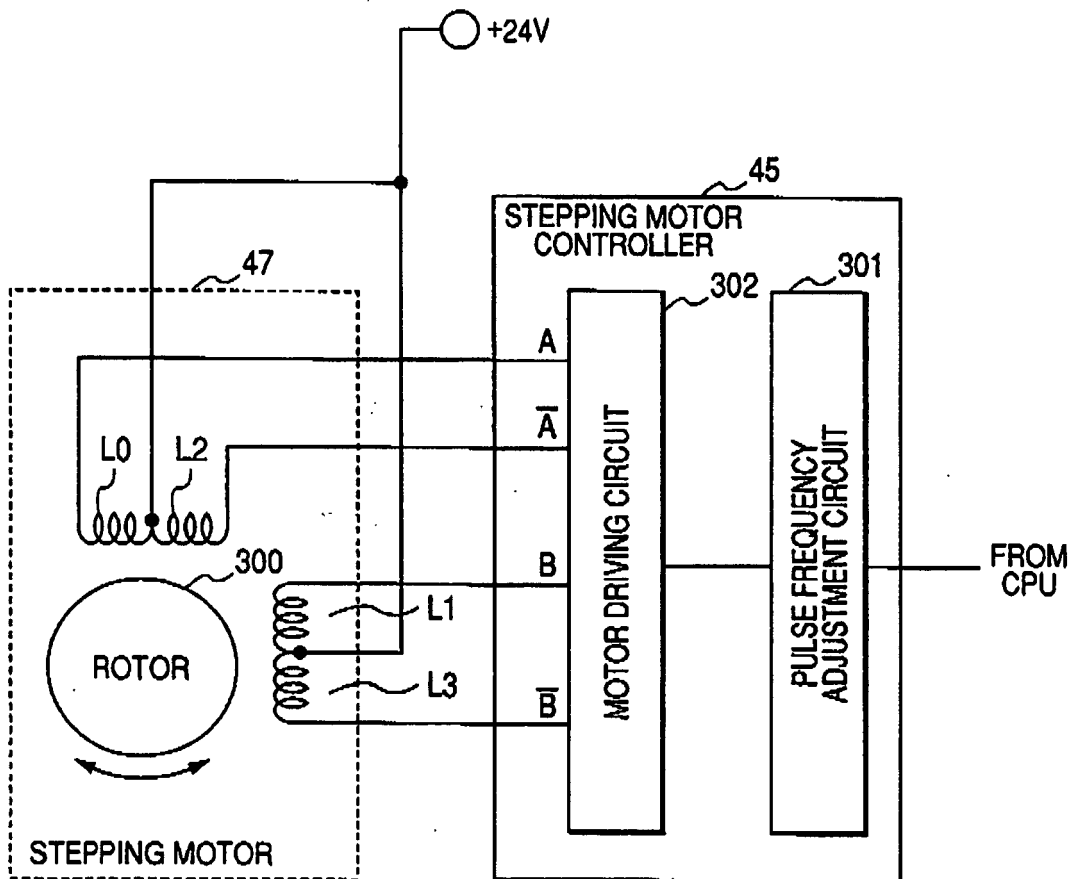 +24V
45
STEPPING MOTOR
CONTROLLER
47
302
301
A
A̅
L0
L2
MOTOR DRIVING CIRCUIT
PULSE FREQUENCY
ADJUSTMENT CIRCUIT
300
B
L1
FROM
CPU
ROTOR
L3
B̅
STEPPING MOTOR